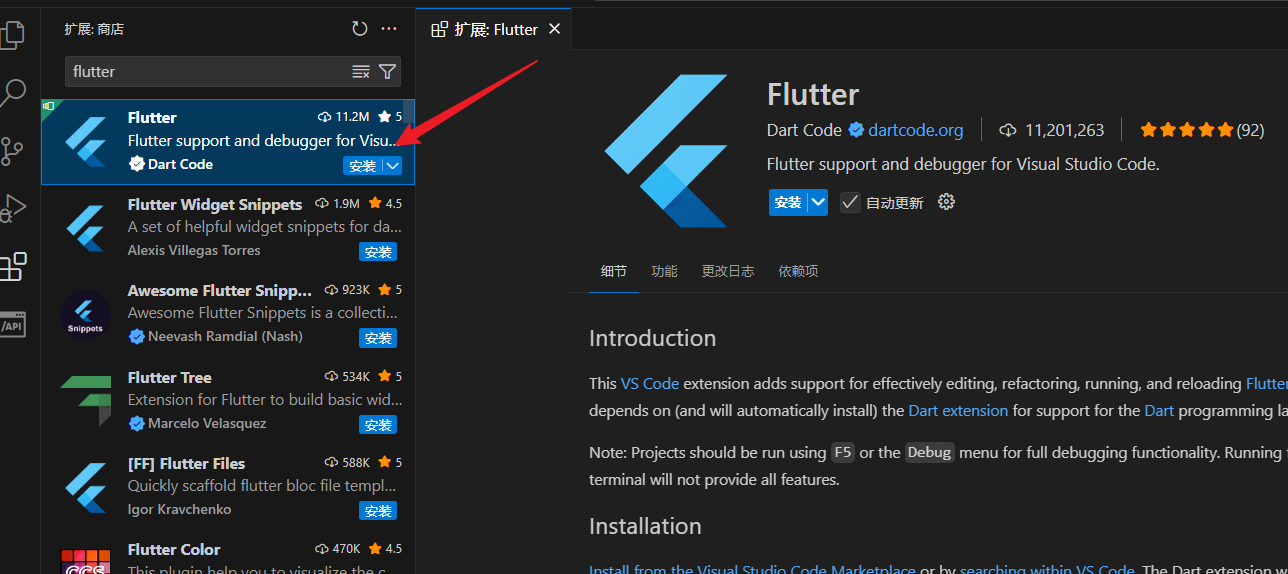 扩展: 商店
flutter
Flutter 11.2M 5
Flutter support and debugger for Visu...
Dart Code 安装
Flutter Widget Snippets 1.9M 4.5
A set of helpful widget snippets for da...
Alexis Villegas Torres 安装
Awesome Flutter Snipp... 923K 5
Awesome Flutter Snippets is a collecti...
Neevash Ramdial (Nash) 安装
Snippets
Flutter Tree 534K 5
Extension for Flutter to build basic wid...
Marcelo Velasquez 安装
[FF] Flutter Files 588K 5
Quickly scaffold flutter bloc file templ...
Igor Kravchenko 安装
Flutter Color 470K 4.5
This plugin help you to visualize the c...
/API
扩展: Flutter
Flutter
Dart Code dartcode.org 11,201,263 (92)
Flutter support and debugger for Visual Studio Code.
安装 自动更新
细节 功能 更改日志 依赖项
Introduction
This VS Code extension adds support for effectively editing, refactoring, running, and reloading Flutter
depends on (and will automatically install) the Dart extension for support for the Dart programming la
Note: Projects should be run using F5 or the Debug menu for full debugging functionality. Running
terminal will not provide all features.
Installation
Install from the Visual Studio Code Marketplace or by searching within VS Code. The Dart extension w